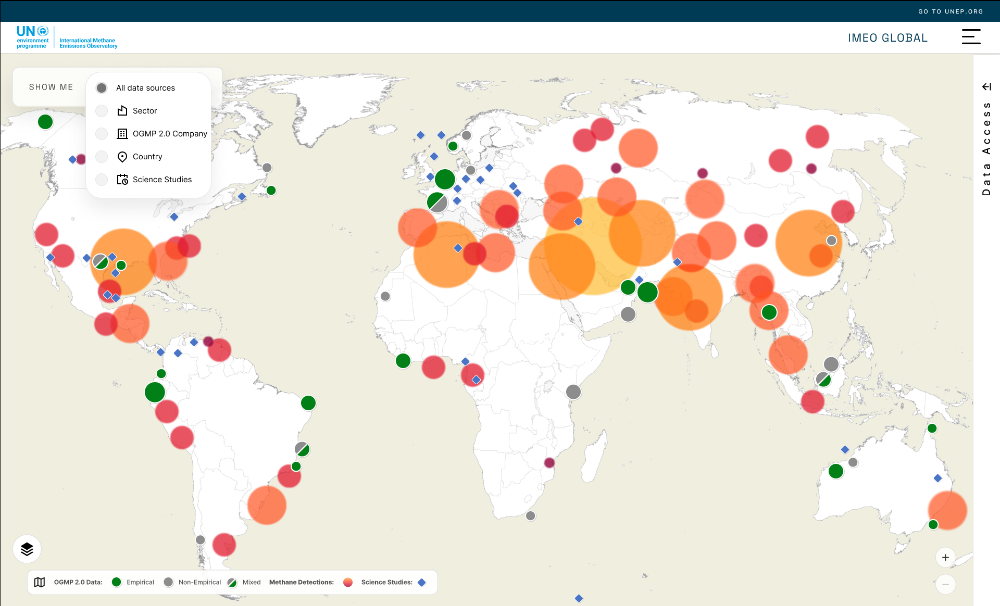 GO TO UNEP.ORG
UN
environment
programme
International Methane
Emissions Observatory
IMEO GLOBAL
SHOW ME
All data sources
Sector
OGMP 2.0 Company
Country
Science Studies
Data Access
+
−
OGMP 2.0 Data: Empirical Non-Empirical Mixed Methane Detections: Science Studies: